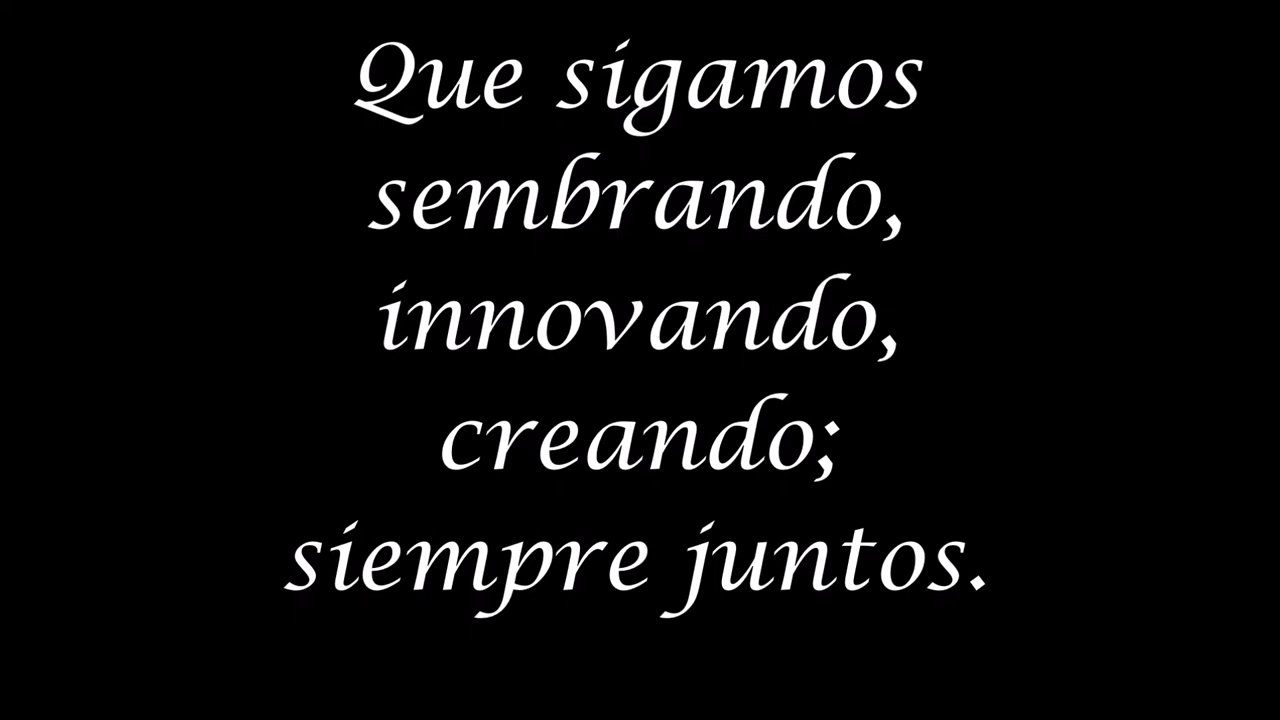 Que sigamos
sembrando,
innovando,
creando;
siempre juntos.